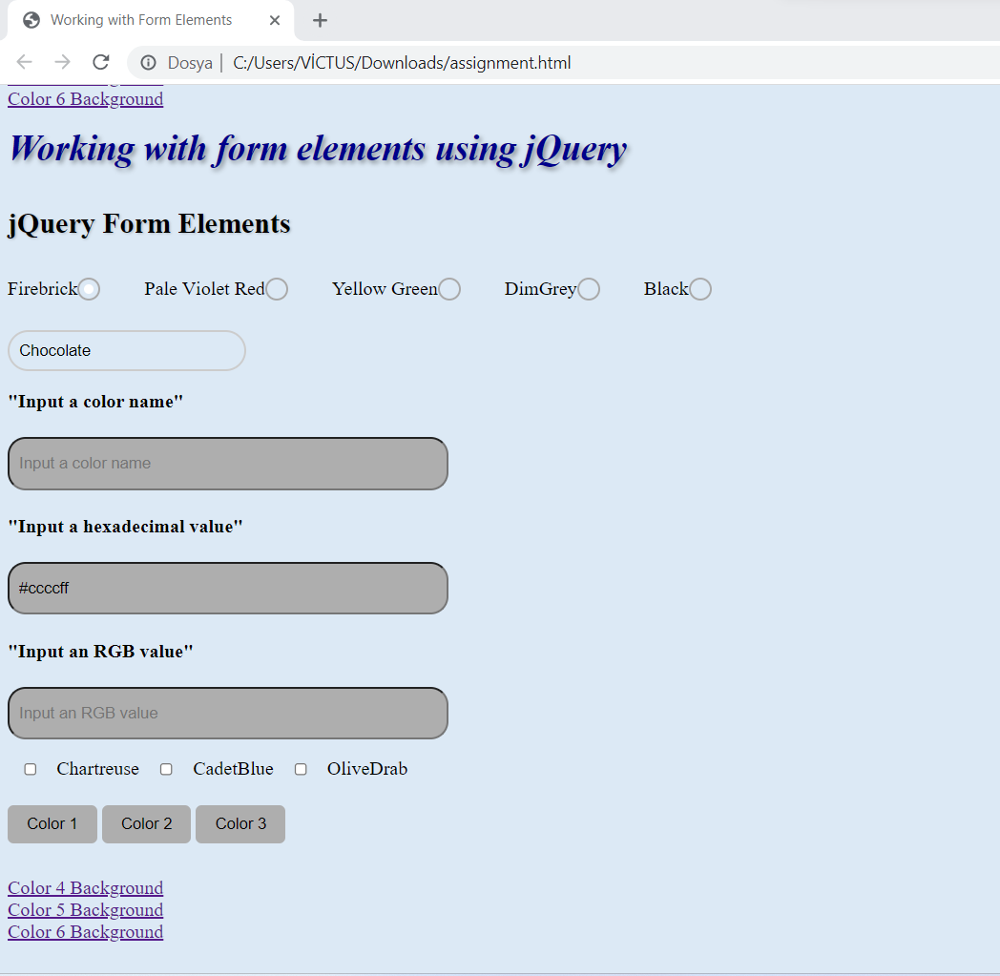 Working with Form Elements
Dosya | C:/Users/VİCTUS/Downloads/assignment.html
Color 6 Background
Working with form elements using jQuery
jQuery Form Elements
Firebrick Pale Violet Red Yellow Green DimGrey Black
Chocolate
"Input a color name"
Input a color name
"Input a hexadecimal value"
#ccccff
"Input an RGB value"
Input an RGB value
Chartreuse CadetBlue OliveDrab
Color 1 Color 2 Color 3
Color 4 Background
Color 5 Background
Color 6 Background